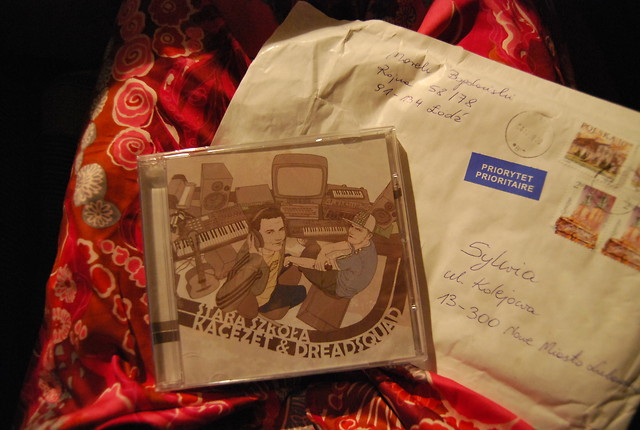 Rojna 58/78
91-134 Łódź
POLSKA
PRIORYTET
PRIORITAIRE
Sylwia
ul. Kolejowa
13-300 Nowe Miasto
STARA SZKOŁA
KACEZET & DREADSQUAD